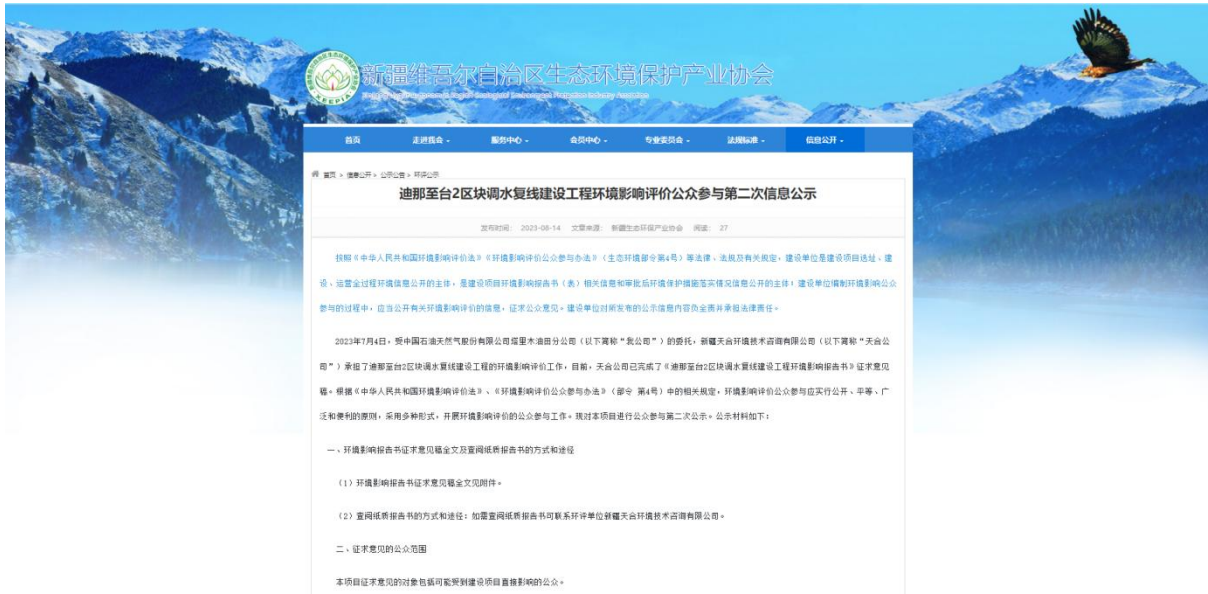 新疆维吾尔自治区生态环境保护产业协会
首页 走进我会 服务中心 会员中心 专业委员会 法规标准 信息公开
首页 > 信息公开 > 公示公告 > 环评公示
迪那至台2区块调水复线建设工程环境影响评价公众参与第二次信息公示
发布时间: 2023-08-14 文章来源: 新疆生态环保产业协会 阅读: 27
按照《中华人民共和国环境影响评价法》《环境影响评价公众参与办法》（生态环境部令第4号）等法律、法规及有关规定，建设单位是建设项目选址、建
设、运营全过程环境信息公开的主体，是建设项目环境影响报告书（表）相关信息和审批后环境保护措施落实情况信息公开的主体；建设单位编制环境影响公众
参与的过程中，应当公开有关环境影响评价的信息，征求公众意见。建设单位对所发布的公示信息内容负全责并承担法律责任。
2023年7月4日，受中国石油天然气股份有限公司塔里木油田分公司（以下简称“我公司”）的委托，新疆天合环境技术咨询有限公司（以下简称“天合公
司”）承担了迪那至台2区块调水复线建设工程的环境影响评价工作，目前，天合公司已完成了《迪那至台2区块调水复线建设工程环境影响报告书》征求意见
稿。根据《中华人民共和国环境影响评价法》、《环境影响评价公众参与办法》（部令 第4号）中的相关规定，环境影响评价公众参与应实行公开、平等、广
泛和便利的原则，采用多种形式，开展环境影响评价的公众参与工作。现对本项目进行公众参与第二次公示。公示材料如下：
一、环境影响报告书征求意见稿全文及查阅纸质报告书的方式和途径
（1）环境影响报告书征求意见稿全文见附件。
（2）查阅纸质报告书的方式和途径：如需查阅纸质报告书可联系环评单位新疆天合环境技术咨询有限公司。
二、征求意见的公众范围
本项目征求意见的对象包括可能受到建设项目直接影响的公众。